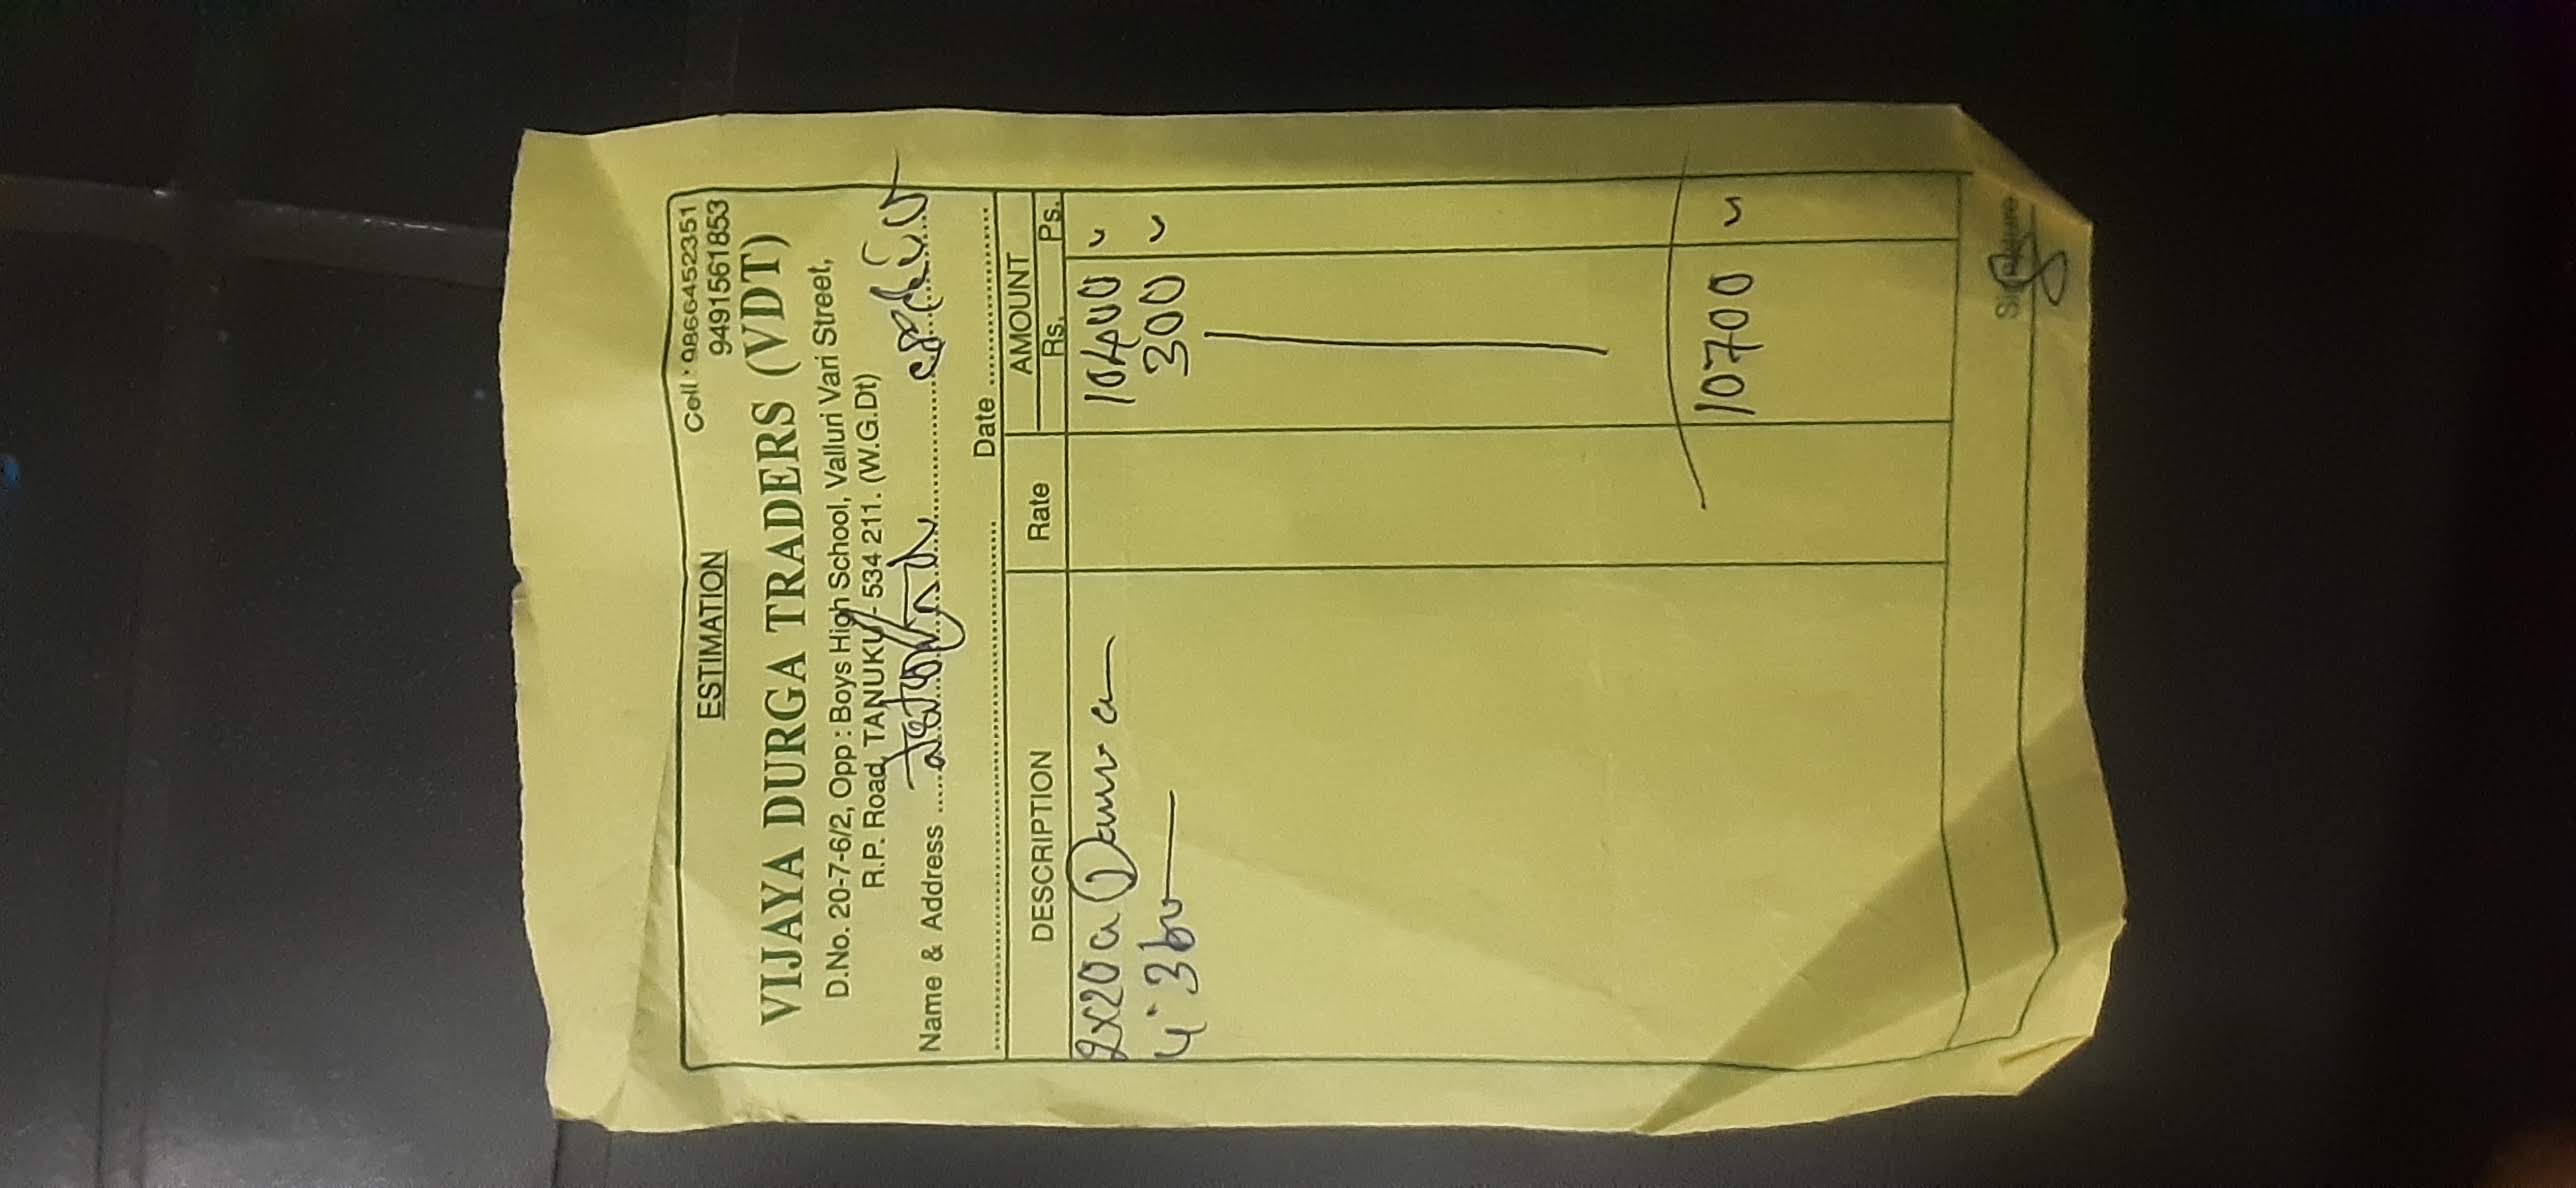 ESTIMATION
Cell : 9866452351
9491561853
VIJAYA DURGA TRADERS (VDT)
D.No. 20-7-6/2, Opp : Boys High School, Valluri Vari Street,
R.P. Road, TANUKU - 534 211. (W.G.Dt)
Name & Address
Date
DESCRIPTION Rate AMOUNT
Rs. Ps.
2x20a 10400
300
10700
Signature